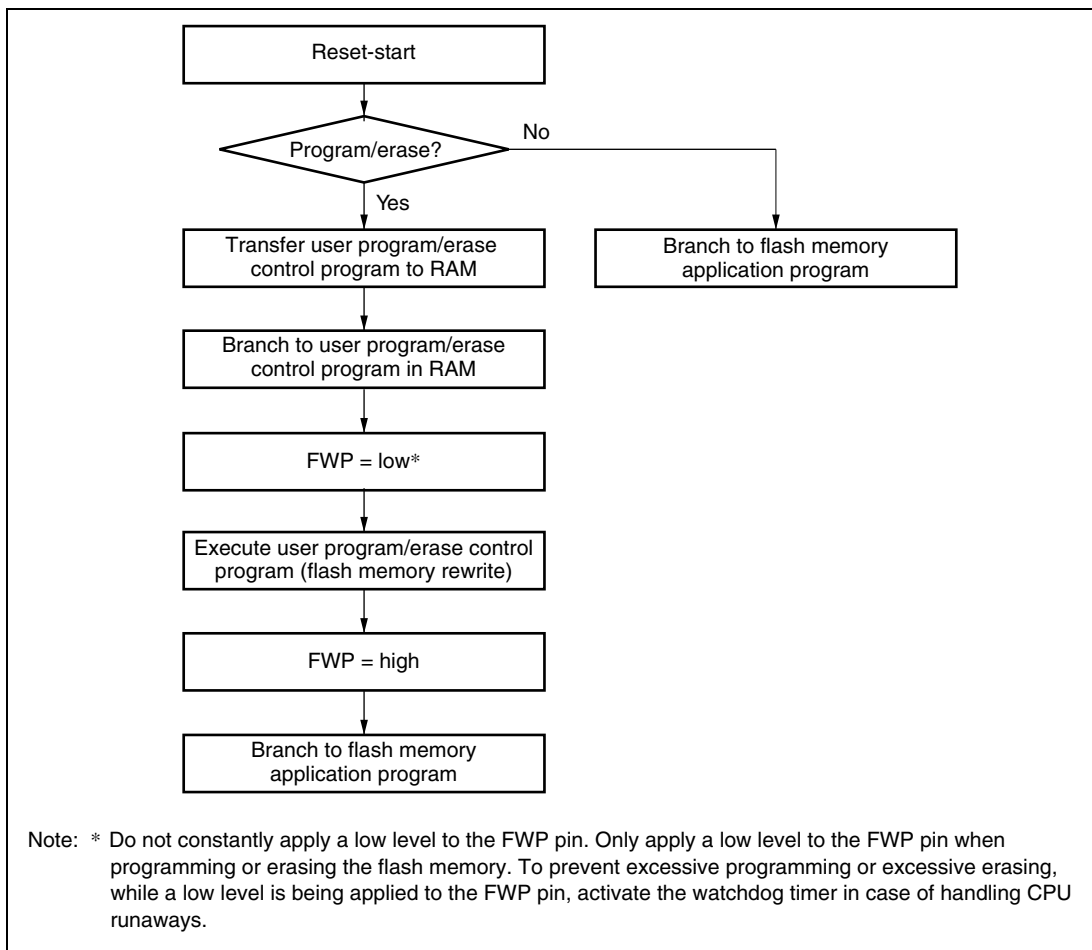 Reset-start
Program/erase?
No
Yes
Transfer user program/erase
control program to RAM
Branch to flash memory
application program
Branch to user program/erase
control program in RAM
FWP = low*
Execute user program/erase control
program (flash memory rewrite)
FWP = high
Branch to flash memory
application program
Note: * Do not constantly apply a low level to the FWP pin. Only apply a low level to the FWP pin when
programming or erasing the flash memory. To prevent excessive programming or excessive erasing,
while a low level is being applied to the FWP pin, activate the watchdog timer in case of handling CPU
runaways.